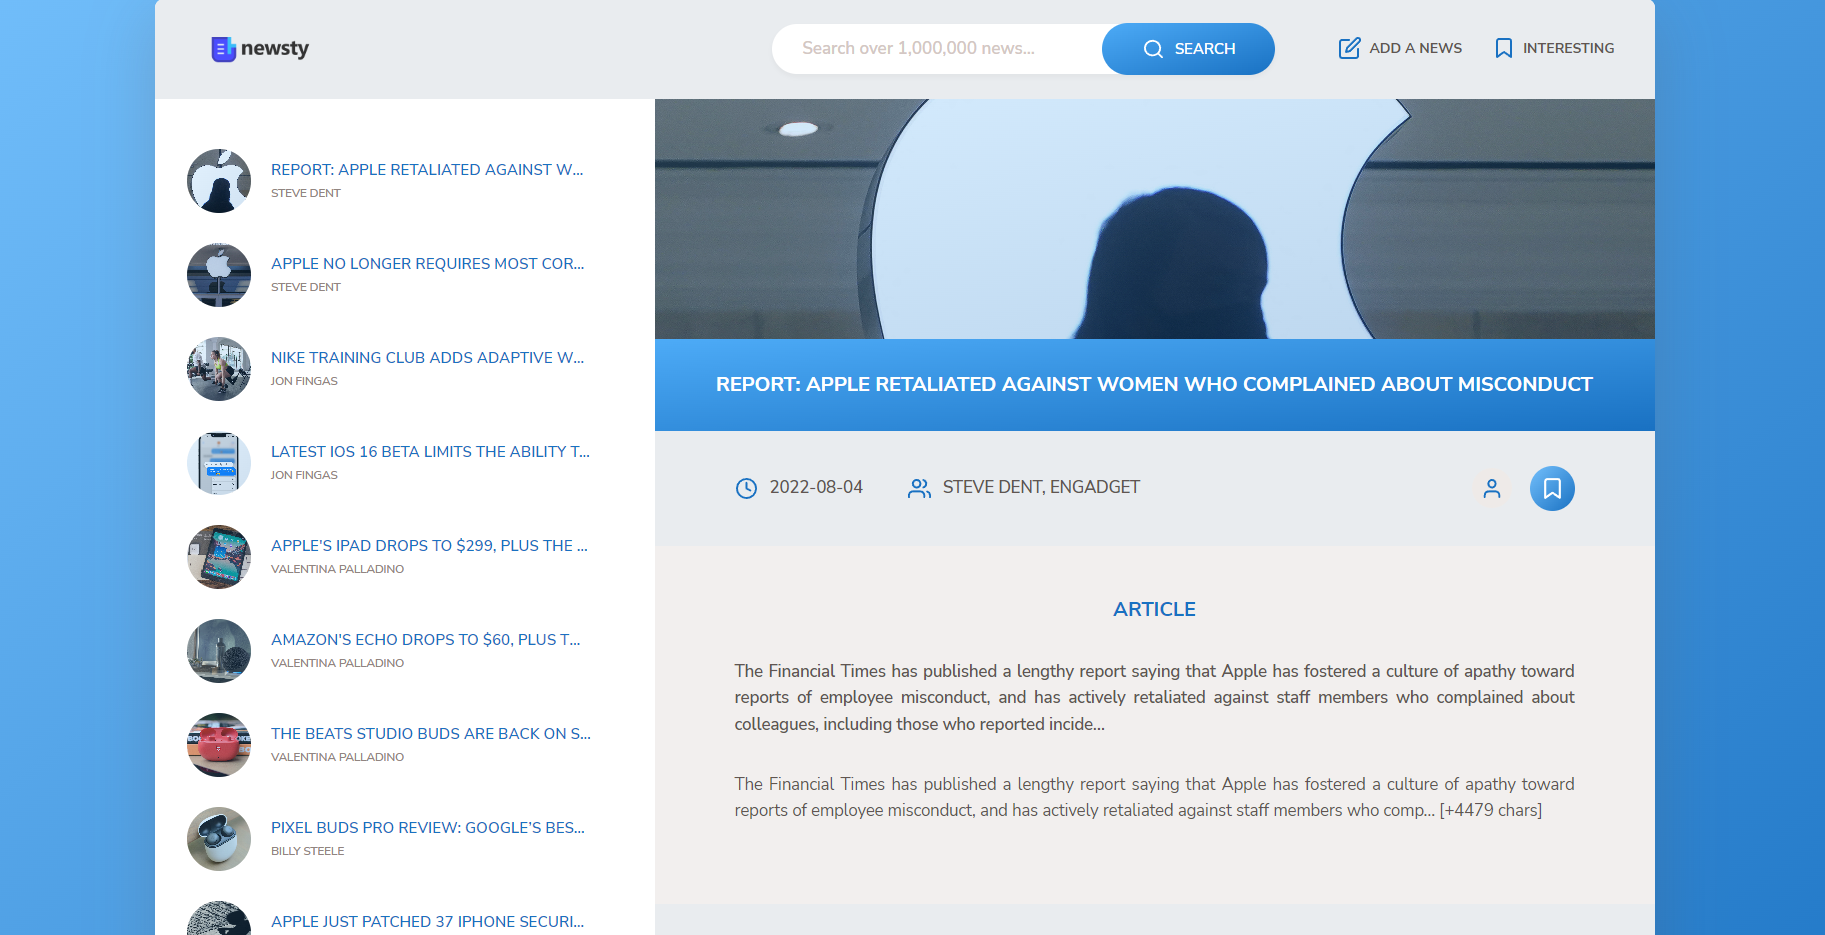 newsty
Search over 1,000,000 news...
SEARCH
ADD A NEWS
INTERESTING
REPORT: APPLE RETALIATED AGAINST W...
STEVE DENT
APPLE NO LONGER REQUIRES MOST COR...
STEVE DENT
NIKE TRAINING CLUB ADDS ADAPTIVE W...
JON FINGAS
LATEST IOS 16 BETA LIMITS THE ABILITY T...
JON FINGAS
APPLE'S IPAD DROPS TO $299, PLUS THE ...
VALENTINA PALLADINO
AMAZON'S ECHO DROPS TO $60, PLUS T...
VALENTINA PALLADINO
THE BEATS STUDIO BUDS ARE BACK ON S...
VALENTINA PALLADINO
PIXEL BUDS PRO REVIEW: GOOGLE'S BES...
BILLY STEELE
APPLE JUST PATCHED 37 IPHONE SECURI...
REPORT: APPLE RETALIATED AGAINST WOMEN WHO COMPLAINED ABOUT MISCONDUCT
2022-08-04
STEVE DENT, ENGADGET
ARTICLE
The Financial Times has published a lengthy report saying that Apple has fostered a culture of apathy toward
reports of employee misconduct, and has actively retaliated against staff members who complained about
colleagues, including those who reported incide...
The Financial Times has published a lengthy report saying that Apple has fostered a culture of apathy toward
reports of employee misconduct, and has actively retaliated against staff members who comp... [+4479 chars]